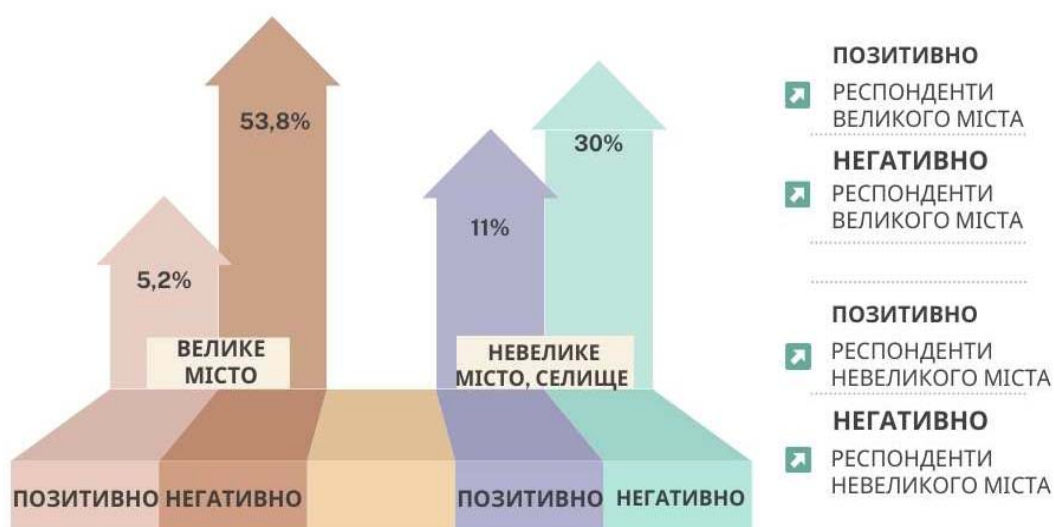 53,8%
5,2%
11%
30%
ВЕЛИКЕ
МІСТО
НЕВЕЛИКЕ
МІСТО, СЕЛИЩЕ
ПОЗИТИВНО
НЕГАТИВНО
ПОЗИТИВНО
НЕГАТИВНО
ПОЗИТИВНО
РЕСПОНДЕНТИ
ВЕЛИКОГО МІСТА
НЕГАТИВНО
РЕСПОНДЕНТИ
ВЕЛИКОГО МІСТА
ПОЗИТИВНО
РЕСПОНДЕНТИ
НЕВЕЛИКОГО МІСТА
НЕГАТИВНО
РЕСПОНДЕНТИ
НЕВЕЛИКОГО МІСТА